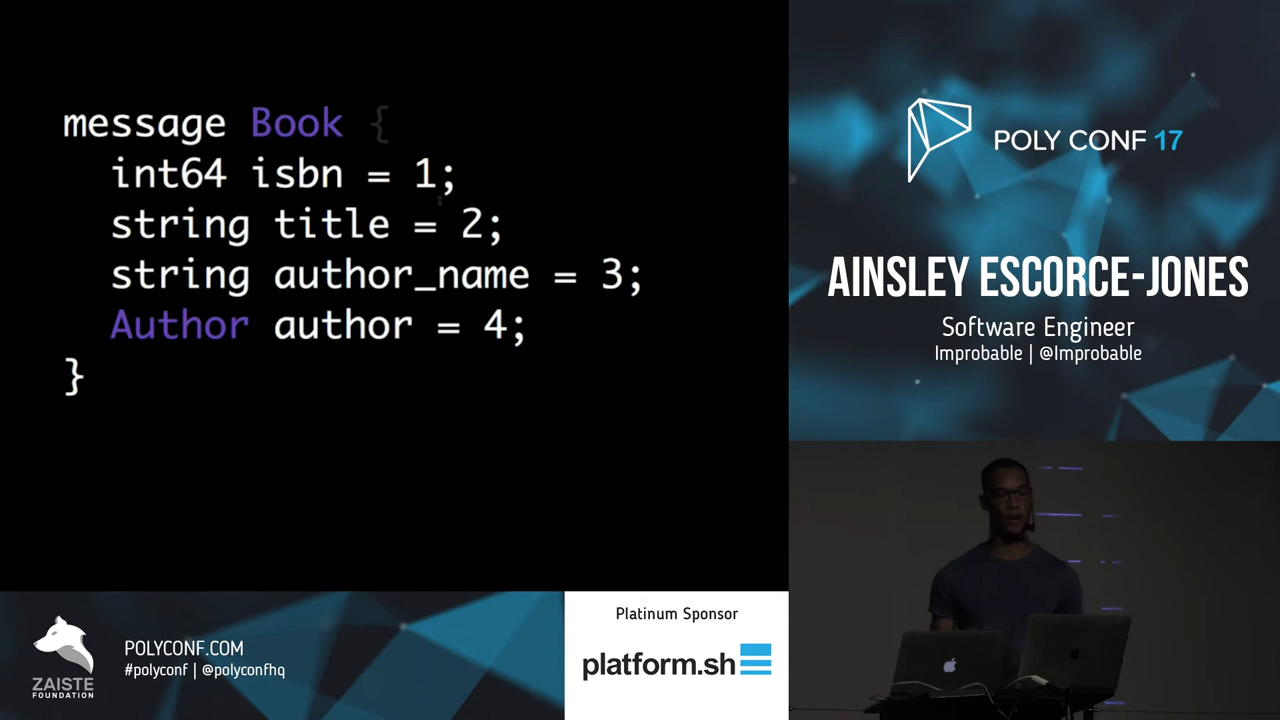 message Book {
int64 isbn = 1;
string title = 2;
string author_name = 3;
Author author = 4;
}
POLY CONF 17
AINSLEY ESCORCE-JONES
Software Engineer
Improbable | @Improbable
ZAISTE
FOUNDATION
POLYCONF.COM
#polyconf | @polyconfhq
Platinum Sponsor
platform.sh